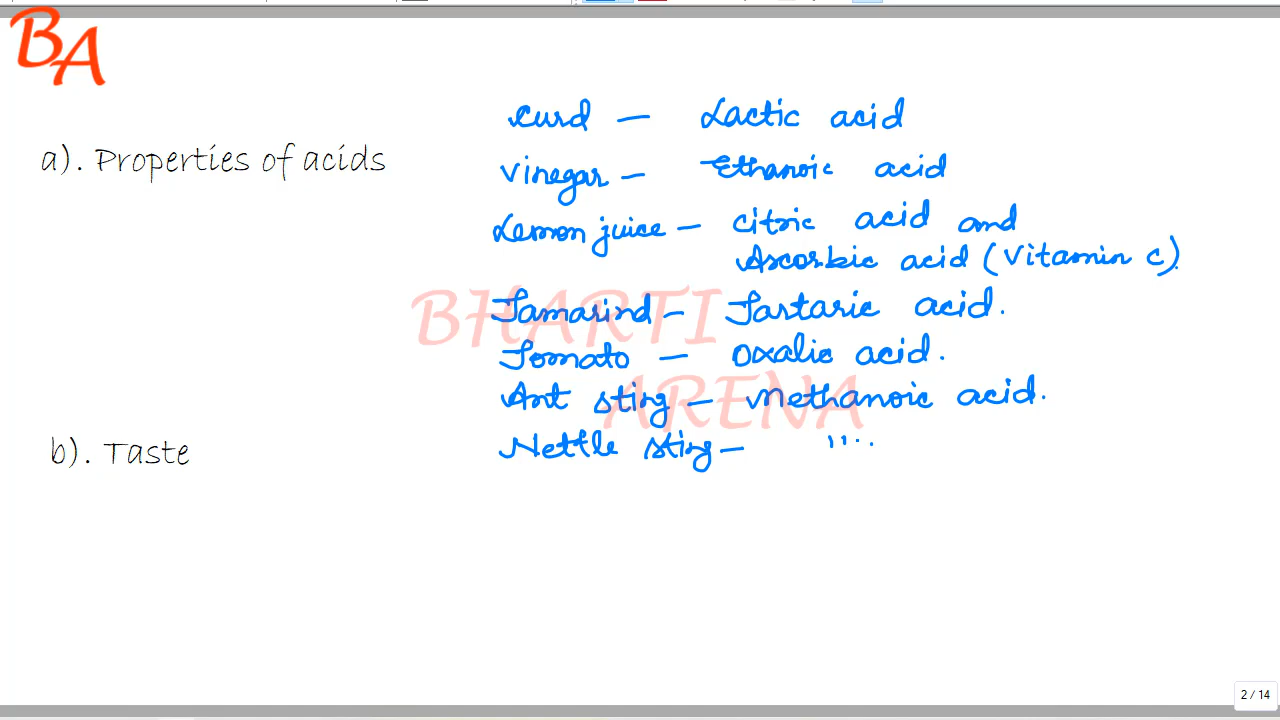 BA
a). Properties of acids
Curd — Lactic acid
Vinegar — Ethanoic acid
Lemon juice — Citric acid and
Ascorbic acid (Vitamin C).
BHARTI
Tamarind — Tartaric acid.
Tomato — Oxalic acid.
ARENA
Ant sting — Methanoic acid.
b). Taste
Nettle sting — ''..
2 / 14